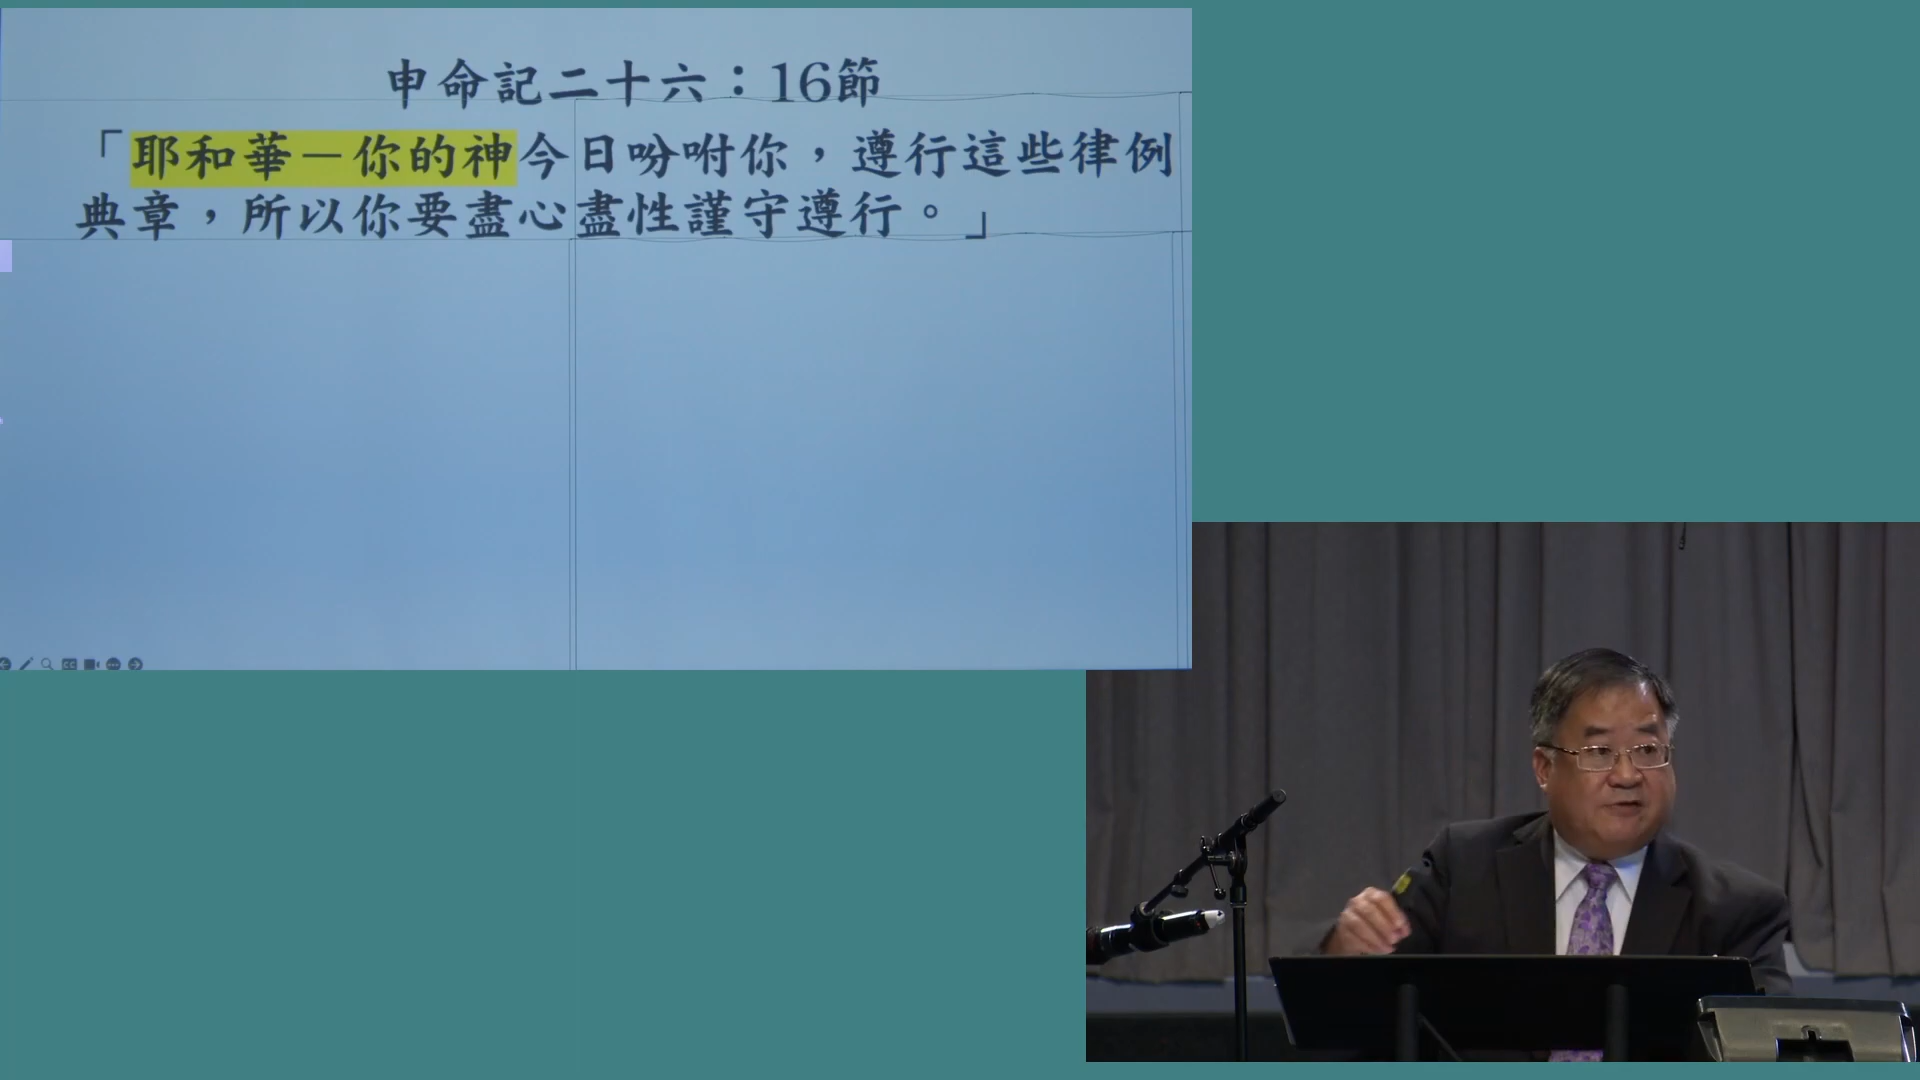 申命記二十六：16節
「耶和華－你的神今日吩咐你，遵行這些律例
典章，所以你要盡心盡性謹守遵行。」